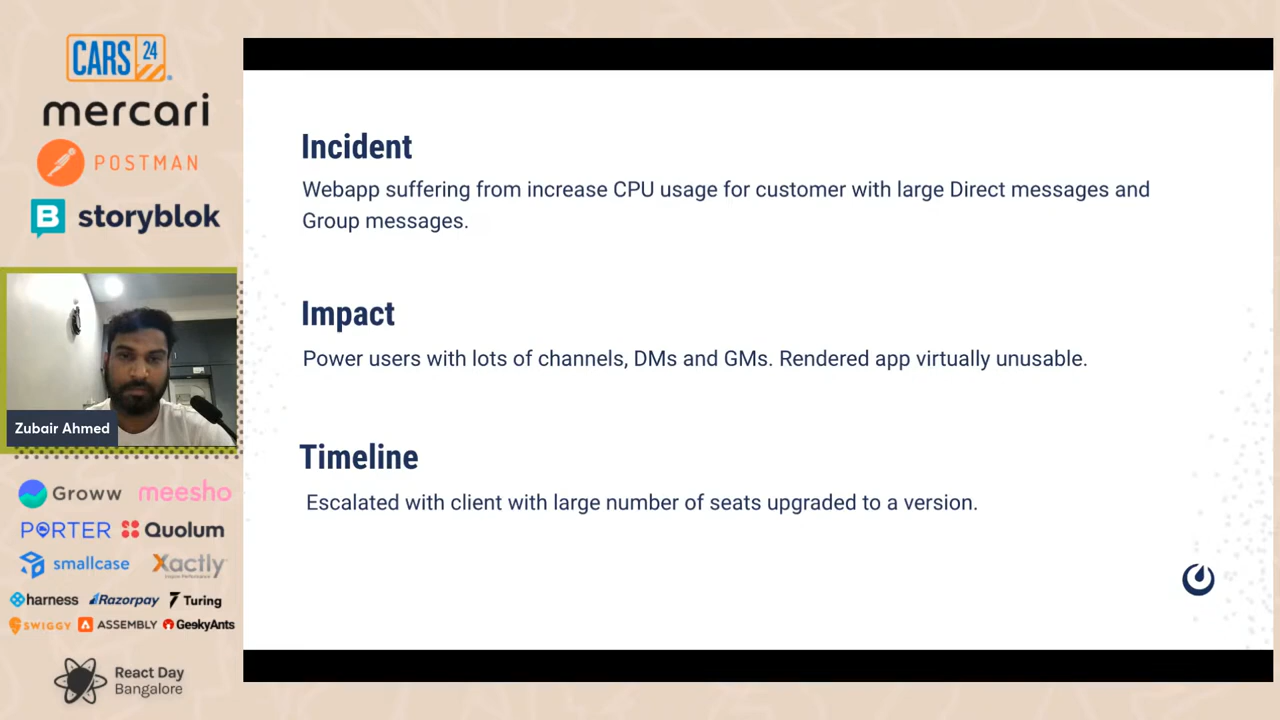 CARS 24
mercari
POSTMAN
storyblok
Zubair Ahmed
Groww meesho
PORTER Quolum
smallcase Xactly
harness Razorpay Turing
SWIGGY ASSEMBLY GeekyAnts
React Day
Bangalore
Incident
Webapp suffering from increase CPU usage for customer with large Direct messages and
Group messages.
Impact
Power users with lots of channels, DMs and GMs. Rendered app virtually unusable.
Timeline
Escalated with client with large number of seats upgraded to a version.